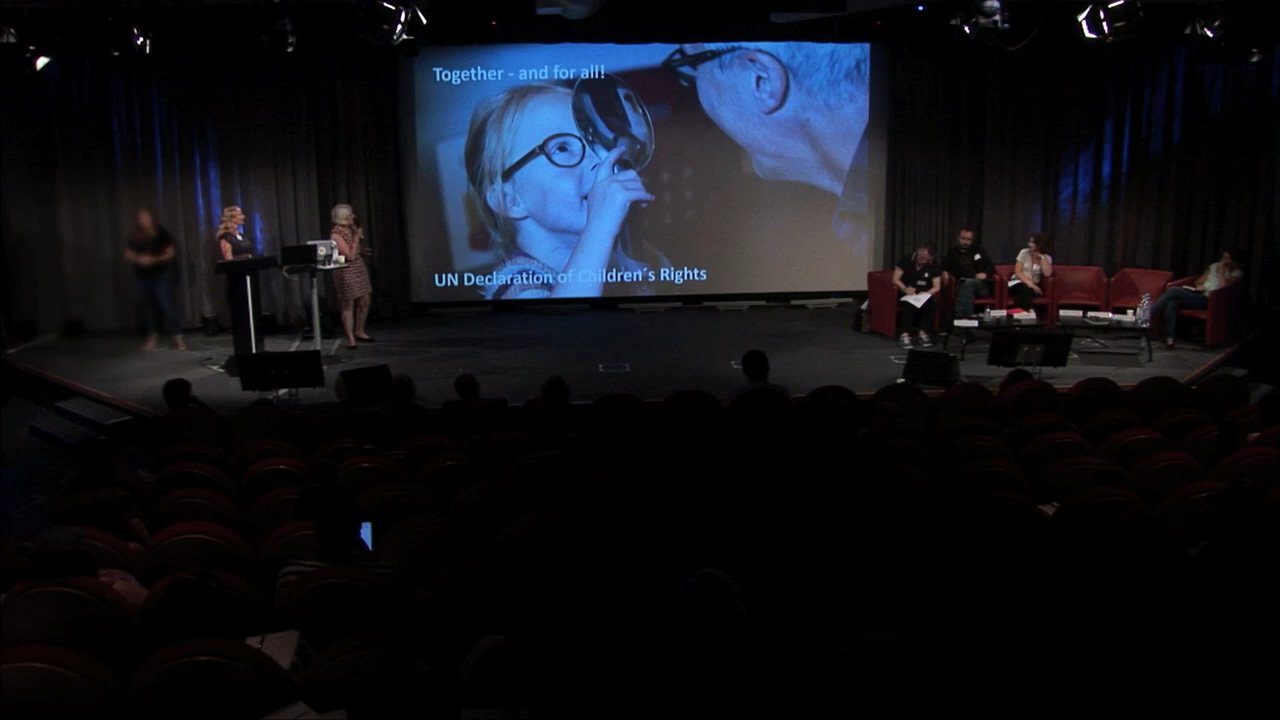 Together - and for all!
UN Declaration of Children´s Rights